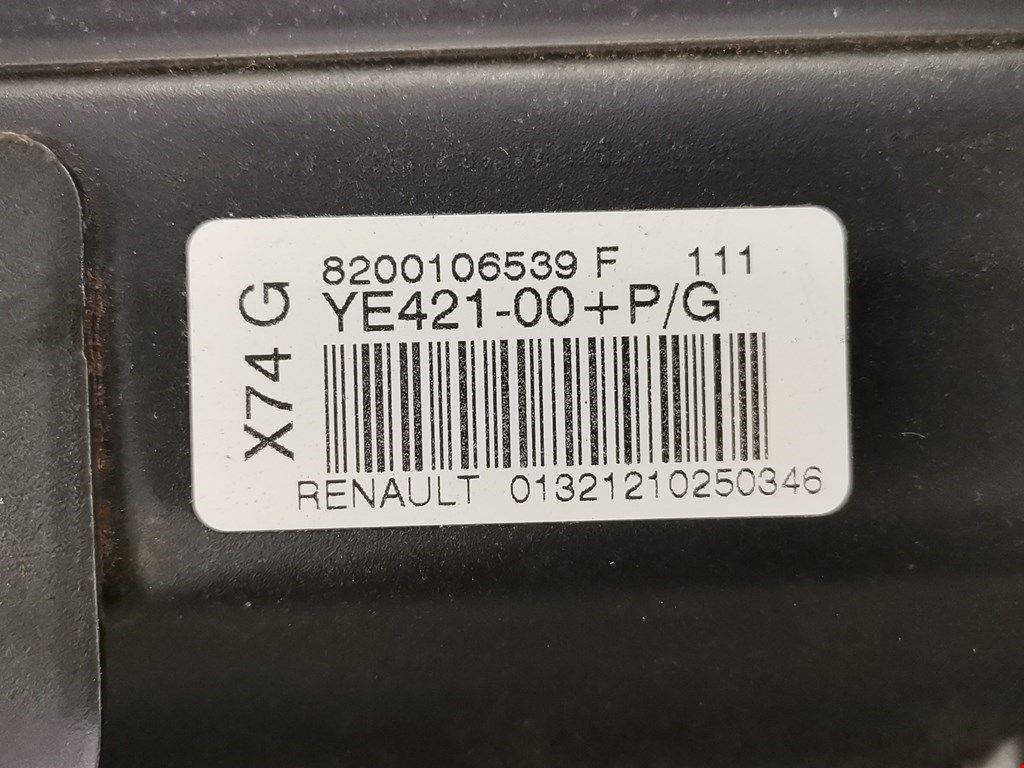 X74 G
8200106539 F 111
YE421-00+P/G
RENAULT 01321210250346